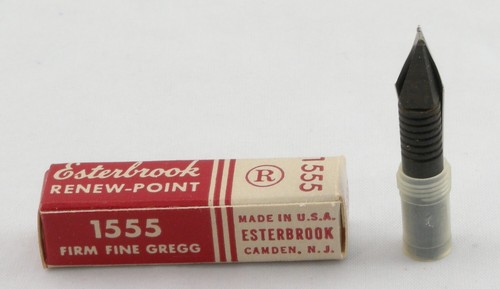 Esterbrook
RENEW-POINT
1555
FIRM FINE GREGG
R
1555
MADE IN U.S.A.
ESTERBROOK
CAMDEN, N. J.